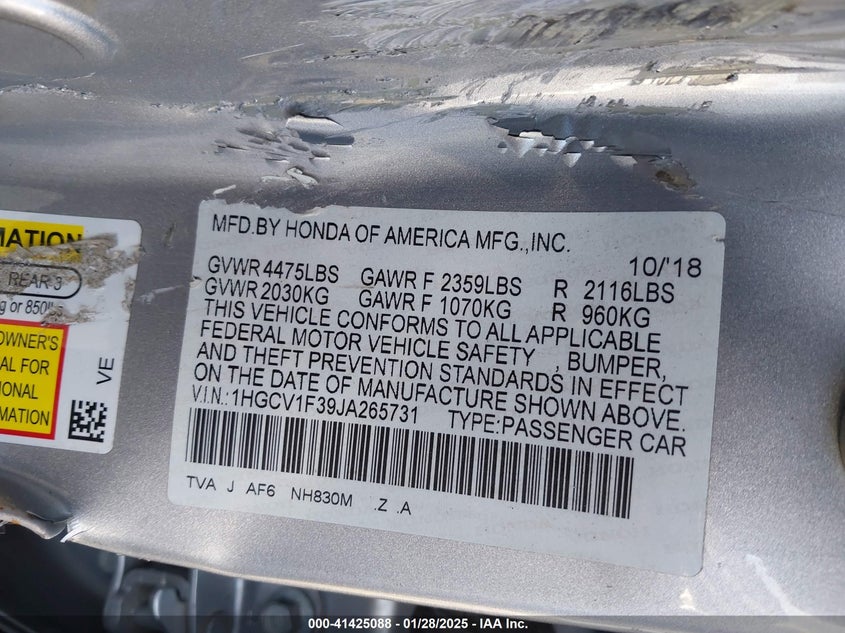 MATION
REAR 3
g or 850
OWNER'S
AL FOR
IONAL
MATION
VE
MFD.BY HONDA OF AMERICA MFG.,INC.
10/'18
GVWR 4475LBS GAWR F 2359LBS R 2116LBS
GVWR 2030KG GAWR F 1070KG R 960KG
THIS VEHICLE CONFORMS TO ALL APPLICABLE
FEDERAL MOTOR VEHICLE SAFETY , BUMPER,
AND THEFT PREVENTION STANDARDS IN EFFECT
ON THE DATE OF MANUFACTURE SHOWN ABOVE.
V.I.N.:1HGCV1F39JA265731 TYPE:PASSENGER CAR
TVA J AF6 NH830M .Z .A
000-41425088 - 01/28/2025 - IAA Inc.